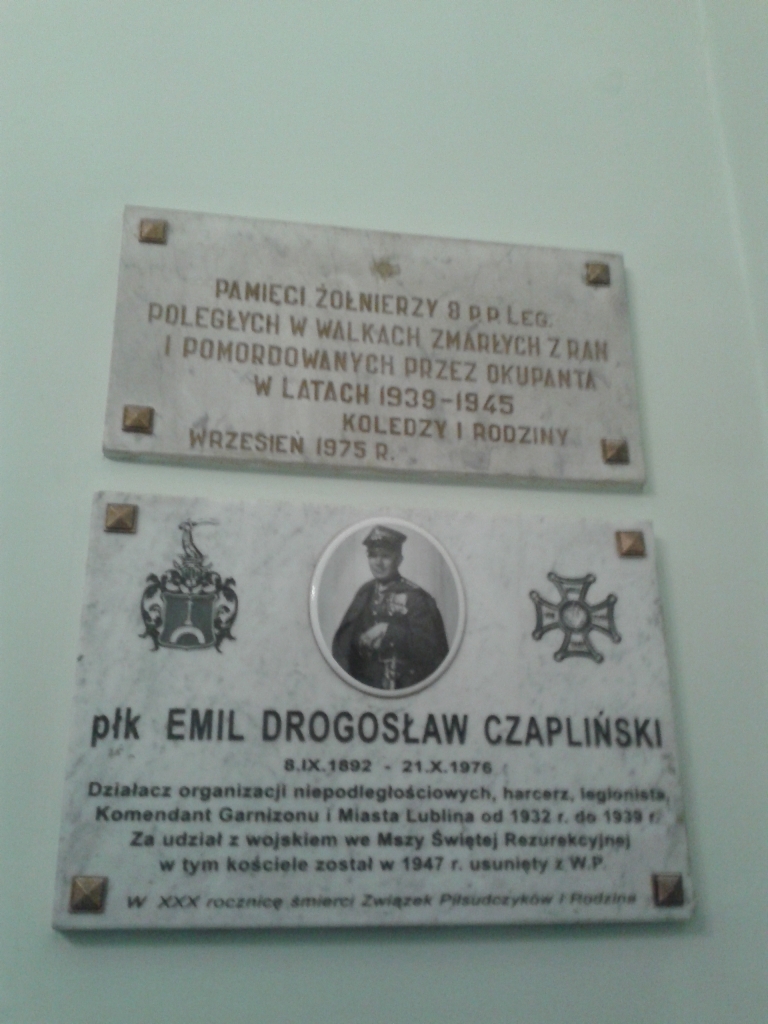 PAMIĘCI ŻOŁNIERZY 8 P.P. LEG.
POLEGŁYCH W WALKACH ZMARŁYCH Z RAN
I POMORDOWANYCH PRZEZ OKUPANTA
W LATACH 1939-1945
KOLEDZY I RODZINY
WRZESIEŃ 1975 R.
płk EMIL DROGOSŁAW CZAPLIŃSKI
8.IX.1892 - 21.X.1976
Działacz organizacji niepodległościowych, harcerz, legionista,
Komendant Garnizonu i Miasta Lublina od 1932 r. do 1939 r.
Za udział z wojskiem we Mszy Świętej Rezurekcyjnej
w tym kościele został w 1947 r. usunięty z W.P.
W XXX rocznicę śmierci Związek Piłsudczyków i Rodzina